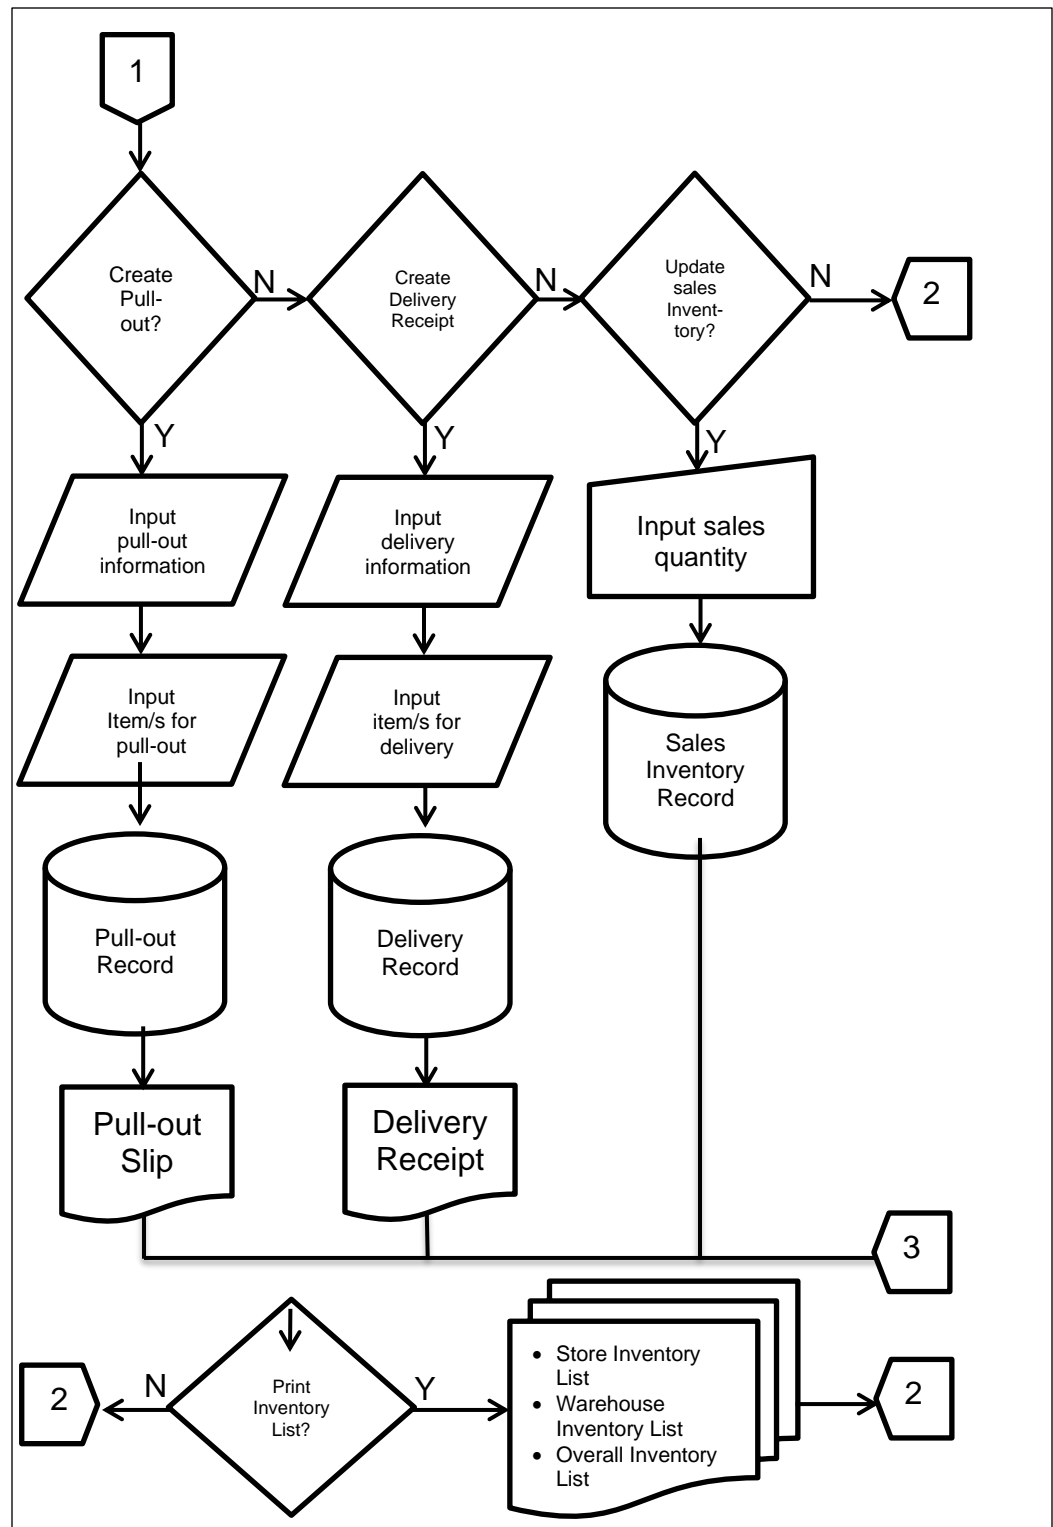 1
Create
Pull-
out?
N
Create
Delivery
Receipt
N
Update
sales
Invent-
tory?
N
2
Y
Y
Y
Input
pull-out
information
Input
delivery
information
Input sales
quantity
Input
Item/s for
pull-out
Input
item/s for
delivery
Sales
Inventory
Record
Pull-out
Record
Delivery
Record
Pull-out
Slip
Delivery
Receipt
3
2
N
Print
Inventory
List?
Y
• Store Inventory
List
• Warehouse
Inventory List
• Overall Inventory
List
2